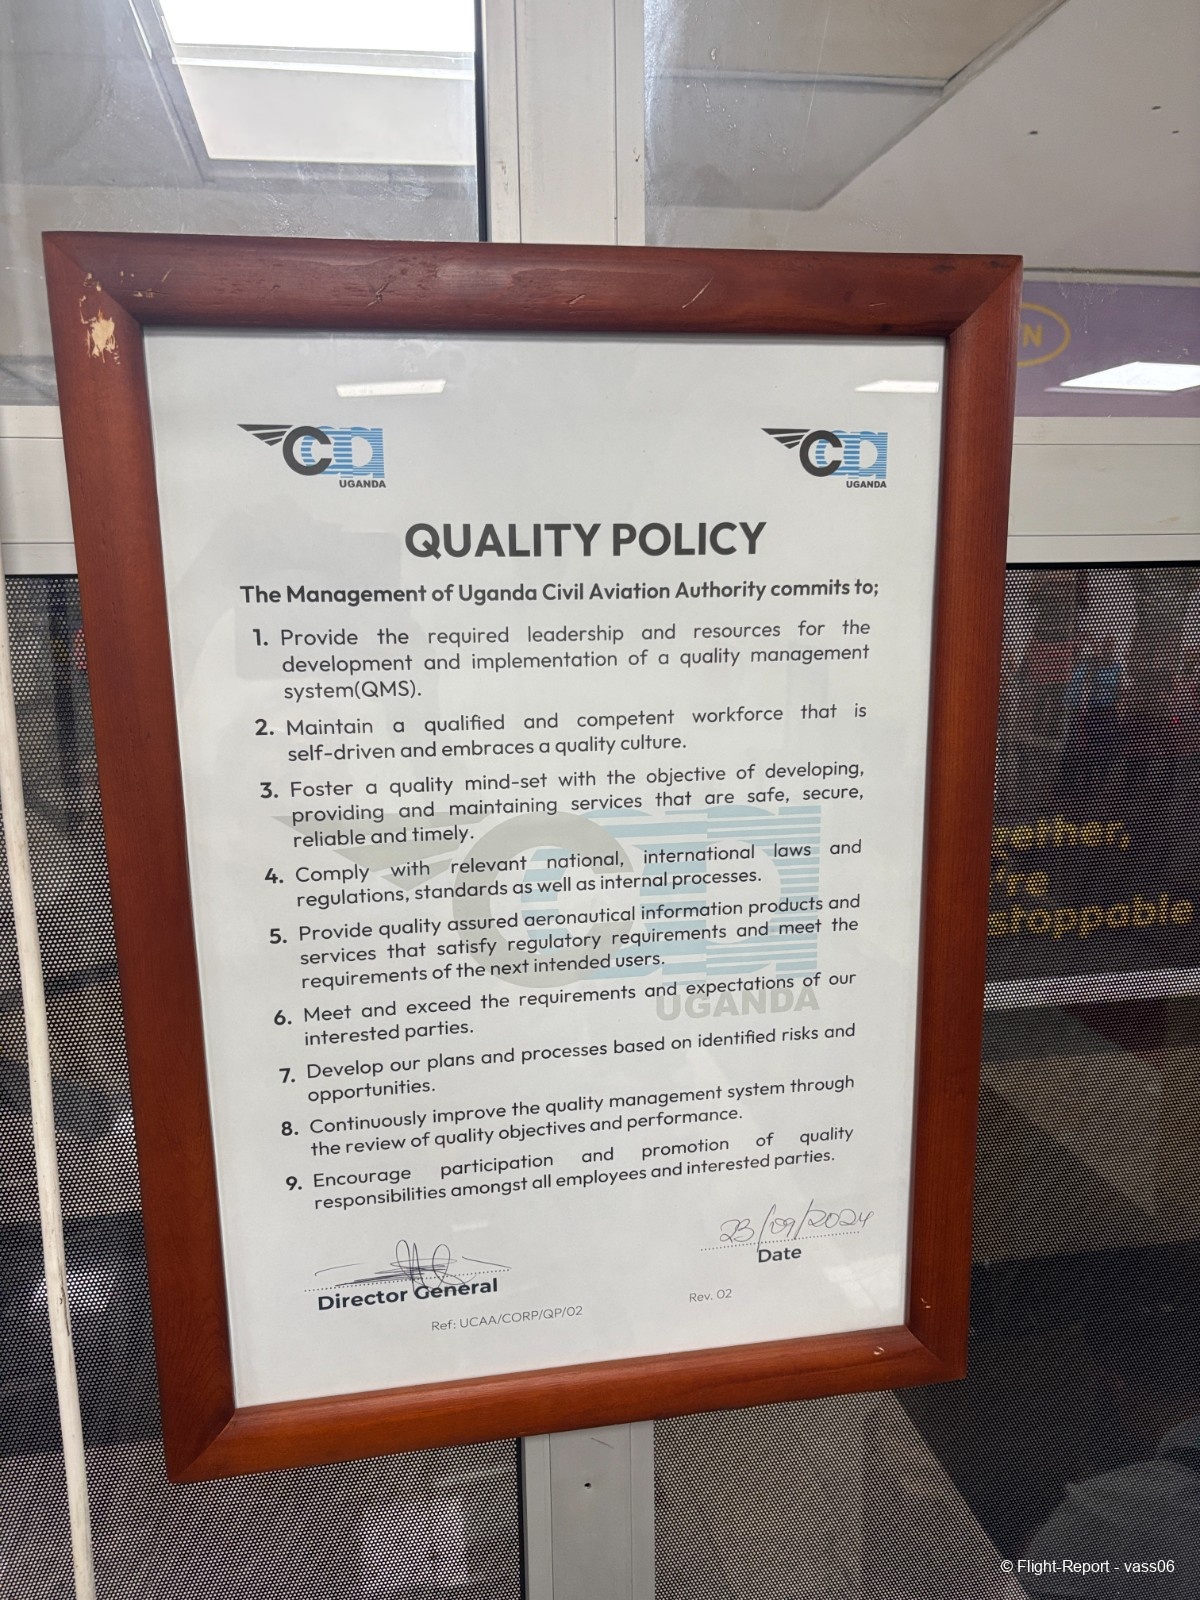 CAA
UGANDA
CAA
UGANDA
QUALITY POLICY
The Management of Uganda Civil Aviation Authority commits to;
1. Provide the required leadership and resources for the
development and implementation of a quality management
system(QMS).
2. Maintain a qualified and competent workforce that is
self-driven and embraces a quality culture.
3. Foster a quality mind-set with the objective of developing,
providing and maintaining services that are safe, secure,
reliable and timely.
4. Comply with relevant national, international laws and
regulations, standards as well as internal processes.
5. Provide quality assured aeronautical information products and
services that satisfy regulatory requirements and meet the
requirements of the next intended users.
6. Meet and exceed the requirements and expectations of our
interested parties.
7. Develop our plans and processes based on identified risks and
opportunities.
8. Continuously improve the quality management system through
the review of quality objectives and performance.
9. Encourage participation and promotion of quality
responsibilities amongst all employees and interested parties.
CAA
UGANDA
23/09/2024
Director General
Date
Ref: UCAA/CORP/QP/02
Rev. 02
N
gether,
're
stoppable
© Flight-Report - vass06